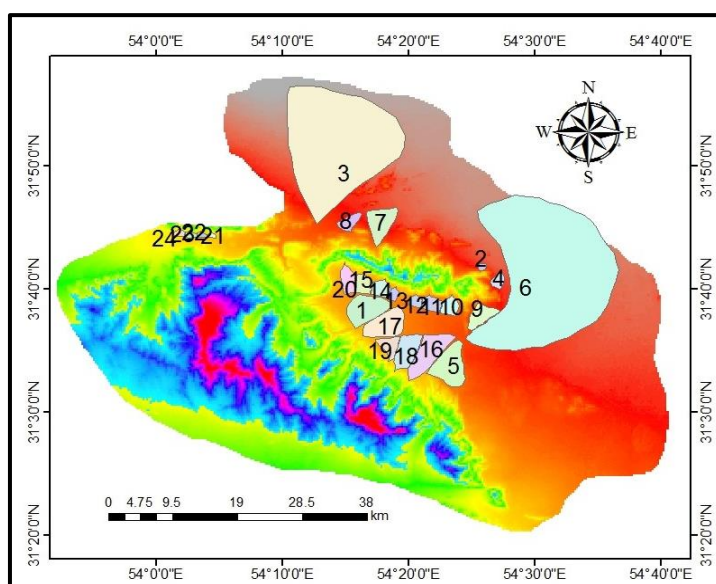 54°0'0"E 54°10'0"E 54°20'0"E 54°30'0"E 54°40'0"E
N
W E
S
31°50'0"N 31°50'0"N
3
8 7
24 23 22 21
2
4
6
31°40'0"N 31°40'0"N
20 15 14 13 12 11 10 9
1 17
19 18 16 5
31°30'0"N 31°30'0"N
0 4.75 9.5 19 28.5 38
km
31°20'0"N 31°20'0"N
54°0'0"E 54°10'0"E 54°20'0"E 54°30'0"E 54°40'0"E